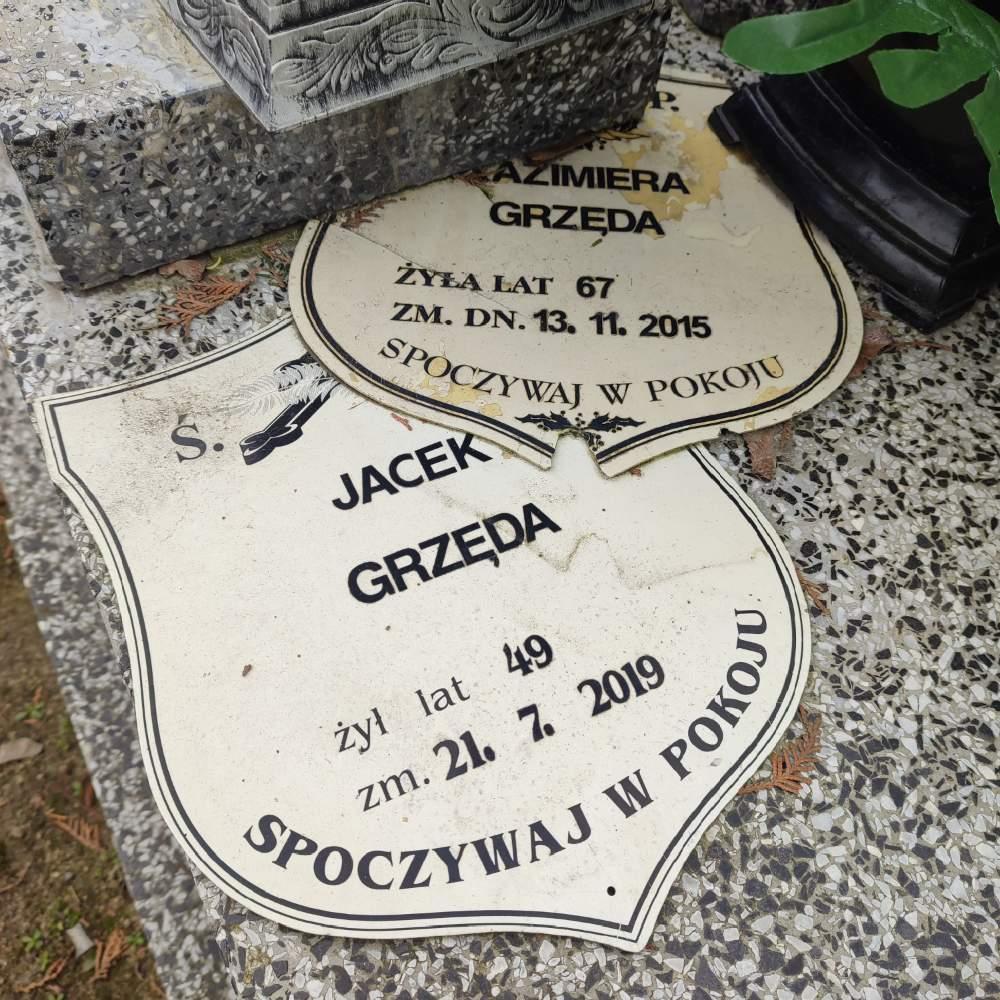 P.
KAZIMIERA
GRZĘDA
ŻYŁA LAT 67
ZM. DN. 13. 11. 2015
SPOCZYWAJ W POKOJU
Ś.
JACEK
GRZĘDA
żył lat 49
zm. 21. 7. 2019
SPOCZYWAJ W POKOJU